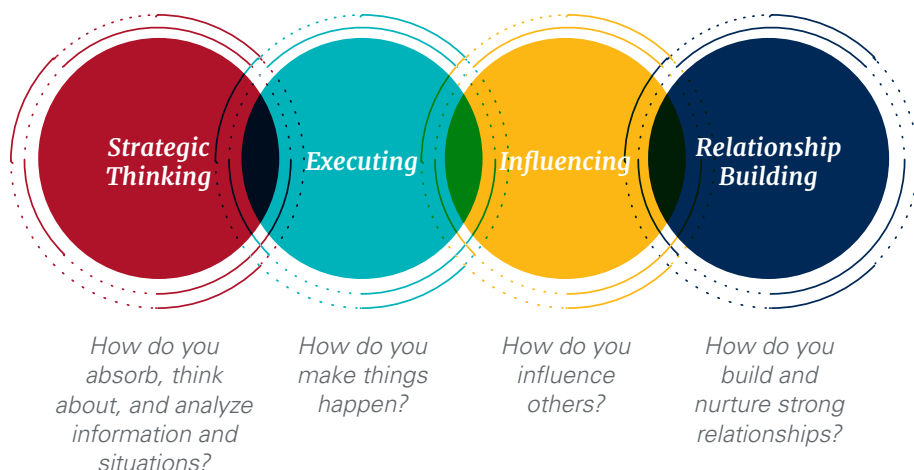 Strategic
Thinking
Executing
Influencing
Relationship
Building
How do you
absorb, think
about, and analyze
information and
situations?
How do you
make things
happen?
How do you
influence
others?
How do you
build and
nurture strong
relationships?